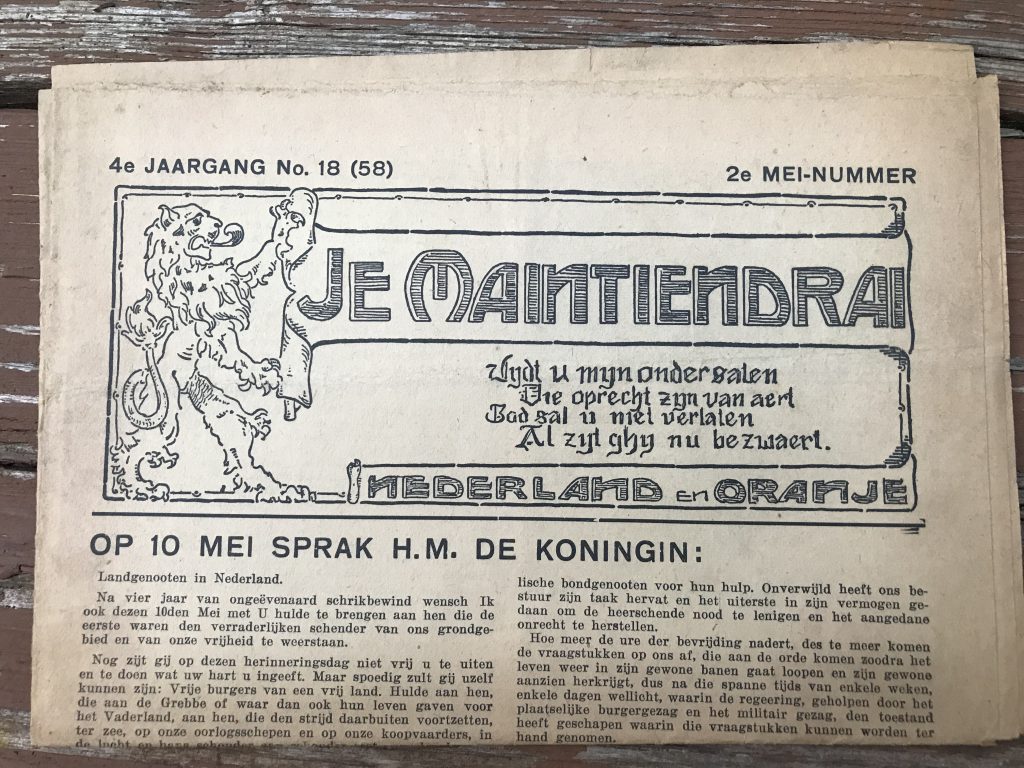 4e JAARGANG No. 18 (58)
2e MEI-NUMMER
JE MAINTIENDRAI
Lydt u myn ondersaten
Die oprecht zyn van aert
God sal u niet verlaten
Al zyt ghy nu bezwaert.
NEDERLAND EN ORANJE
OP 10 MEI SPRAK H.M. DE KONINGIN:
Landgenooten in Nederland.
Na vier jaar van ongeëvenaard schrikbewind wensch Ik
ook dezen 10den Mei met U hulde te brengen aan hen die de
eerste waren den verraderlijken schender van ons grondge-
bied en van onze vrijheid te weerstaan.
Nog zijt gij op dezen herinneringsdag niet vrij u te uiten
en te doen wat uw hart u ingeeft. Maar spoedig zult gij uzelf
kunnen zijn: Vrije burgers van een vrij land. Hulde aan hen,
die aan de Grebbe of waar dan ook hun leven gaven voor
het Vaderland, aan hen, die den strijd daarbuiten voortzetten,
ter zee, op onze oorlogsschepen en op onze koopvaarders, in
de lucht en
lische bondgenooten voor hun hulp. Onverwijld heeft ons be-
stuur zijn taak hervat en het uiterste in zijn vermogen ge-
daan om de heerschende nood te lenigen en het aangedane
onrecht te herstellen.
Hoe meer de ure der bevrijding nadert, des te meer komen
de vraagstukken op ons af, die aan de orde komen zoodra het
leven weer in zijn gewone banen gaat loopen en zijn gewone
aanzien herkrijgt, dus na die spanne tijds van enkele weken,
enkele dagen wellicht, waarin de regeering, geholpen door het
plaatselijke burgergezag en het militair gezag, den toestand
heeft geschapen waarin die vraagstukken kunnen worden ter
hand genomen.